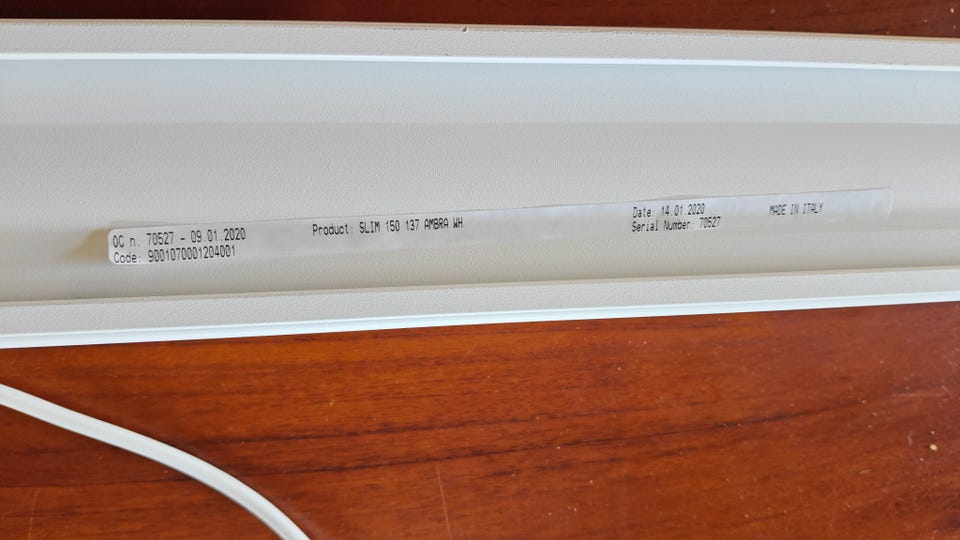 OC n. 70527 - 09.01.2020
Code: 9001070001204001
Product: SLIM 150 137 AMBRA WH
Date: 14.01.2020
Serial Number: 70527
MADE IN ITALY